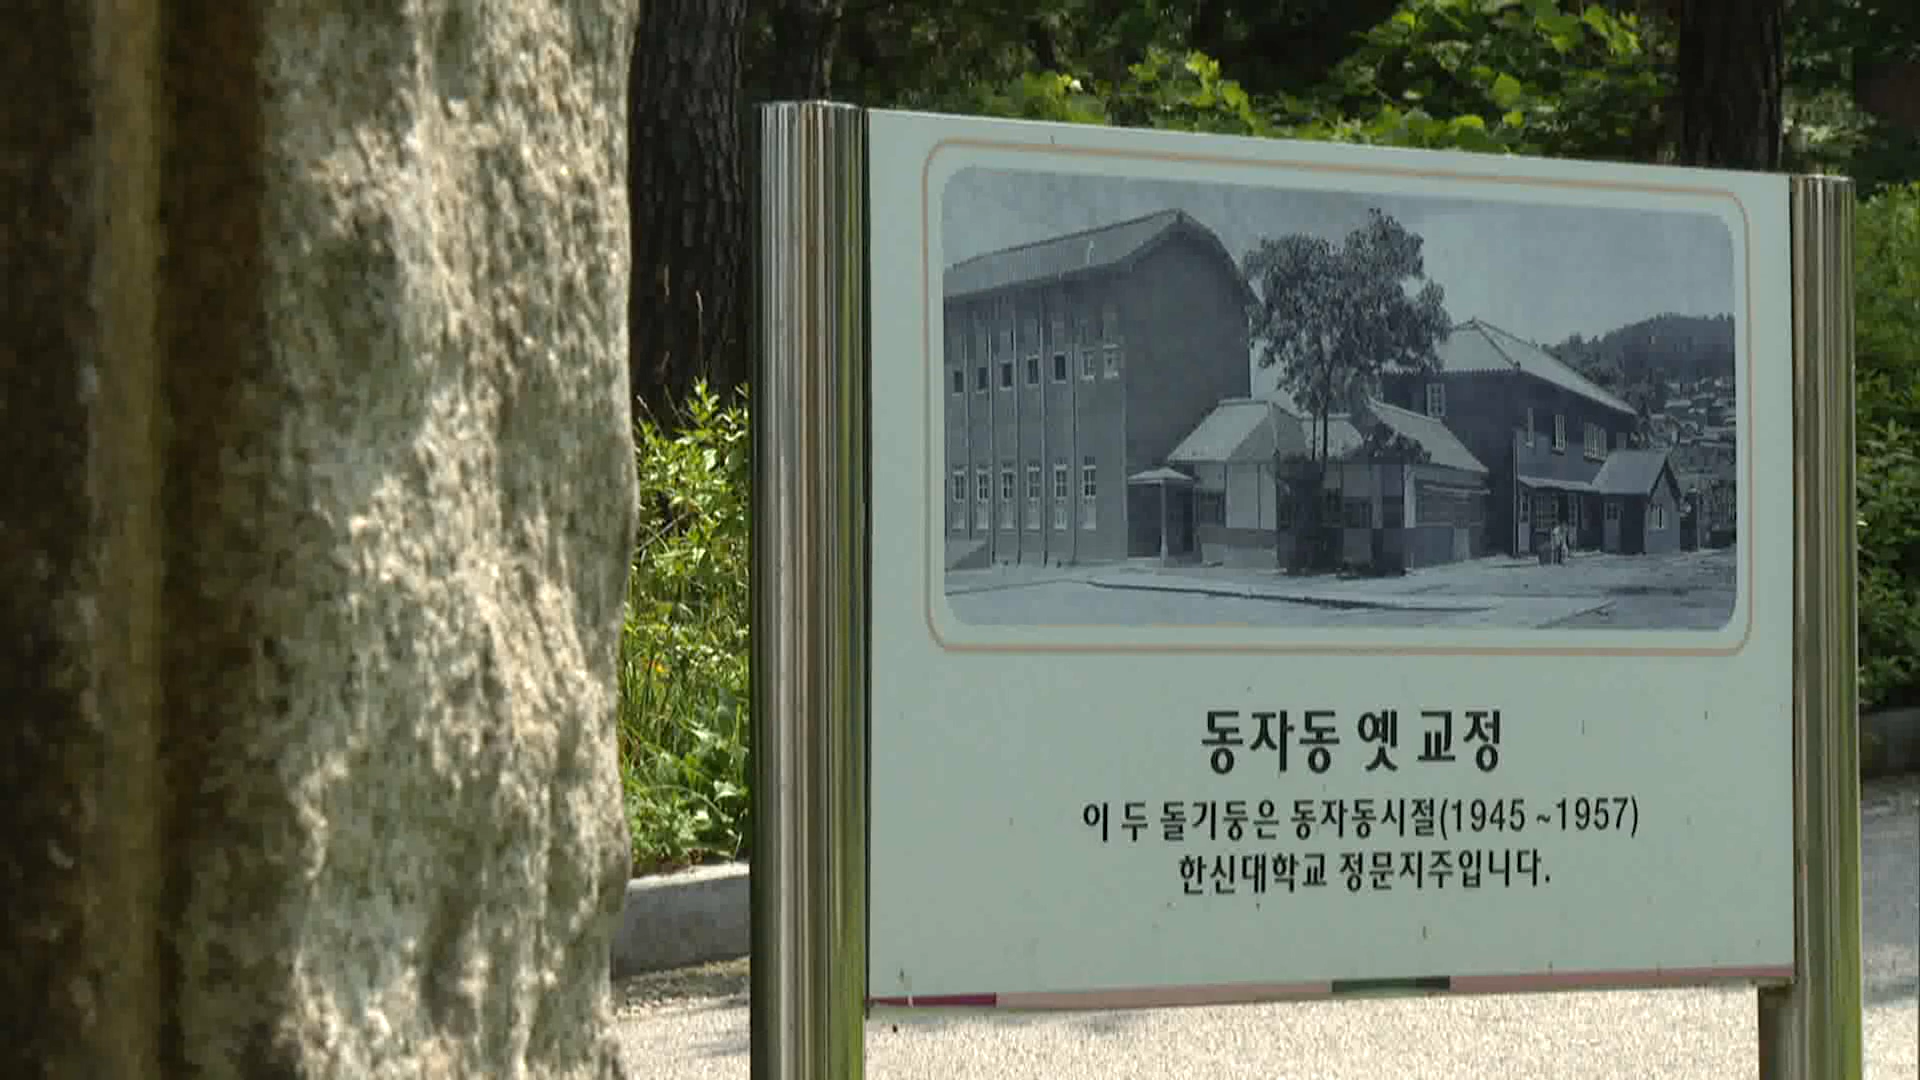 동자동 옛 교정
이 두 돌기둥은 동자동시절(1945 ~1957)
한신대학교 정문지주입니다.